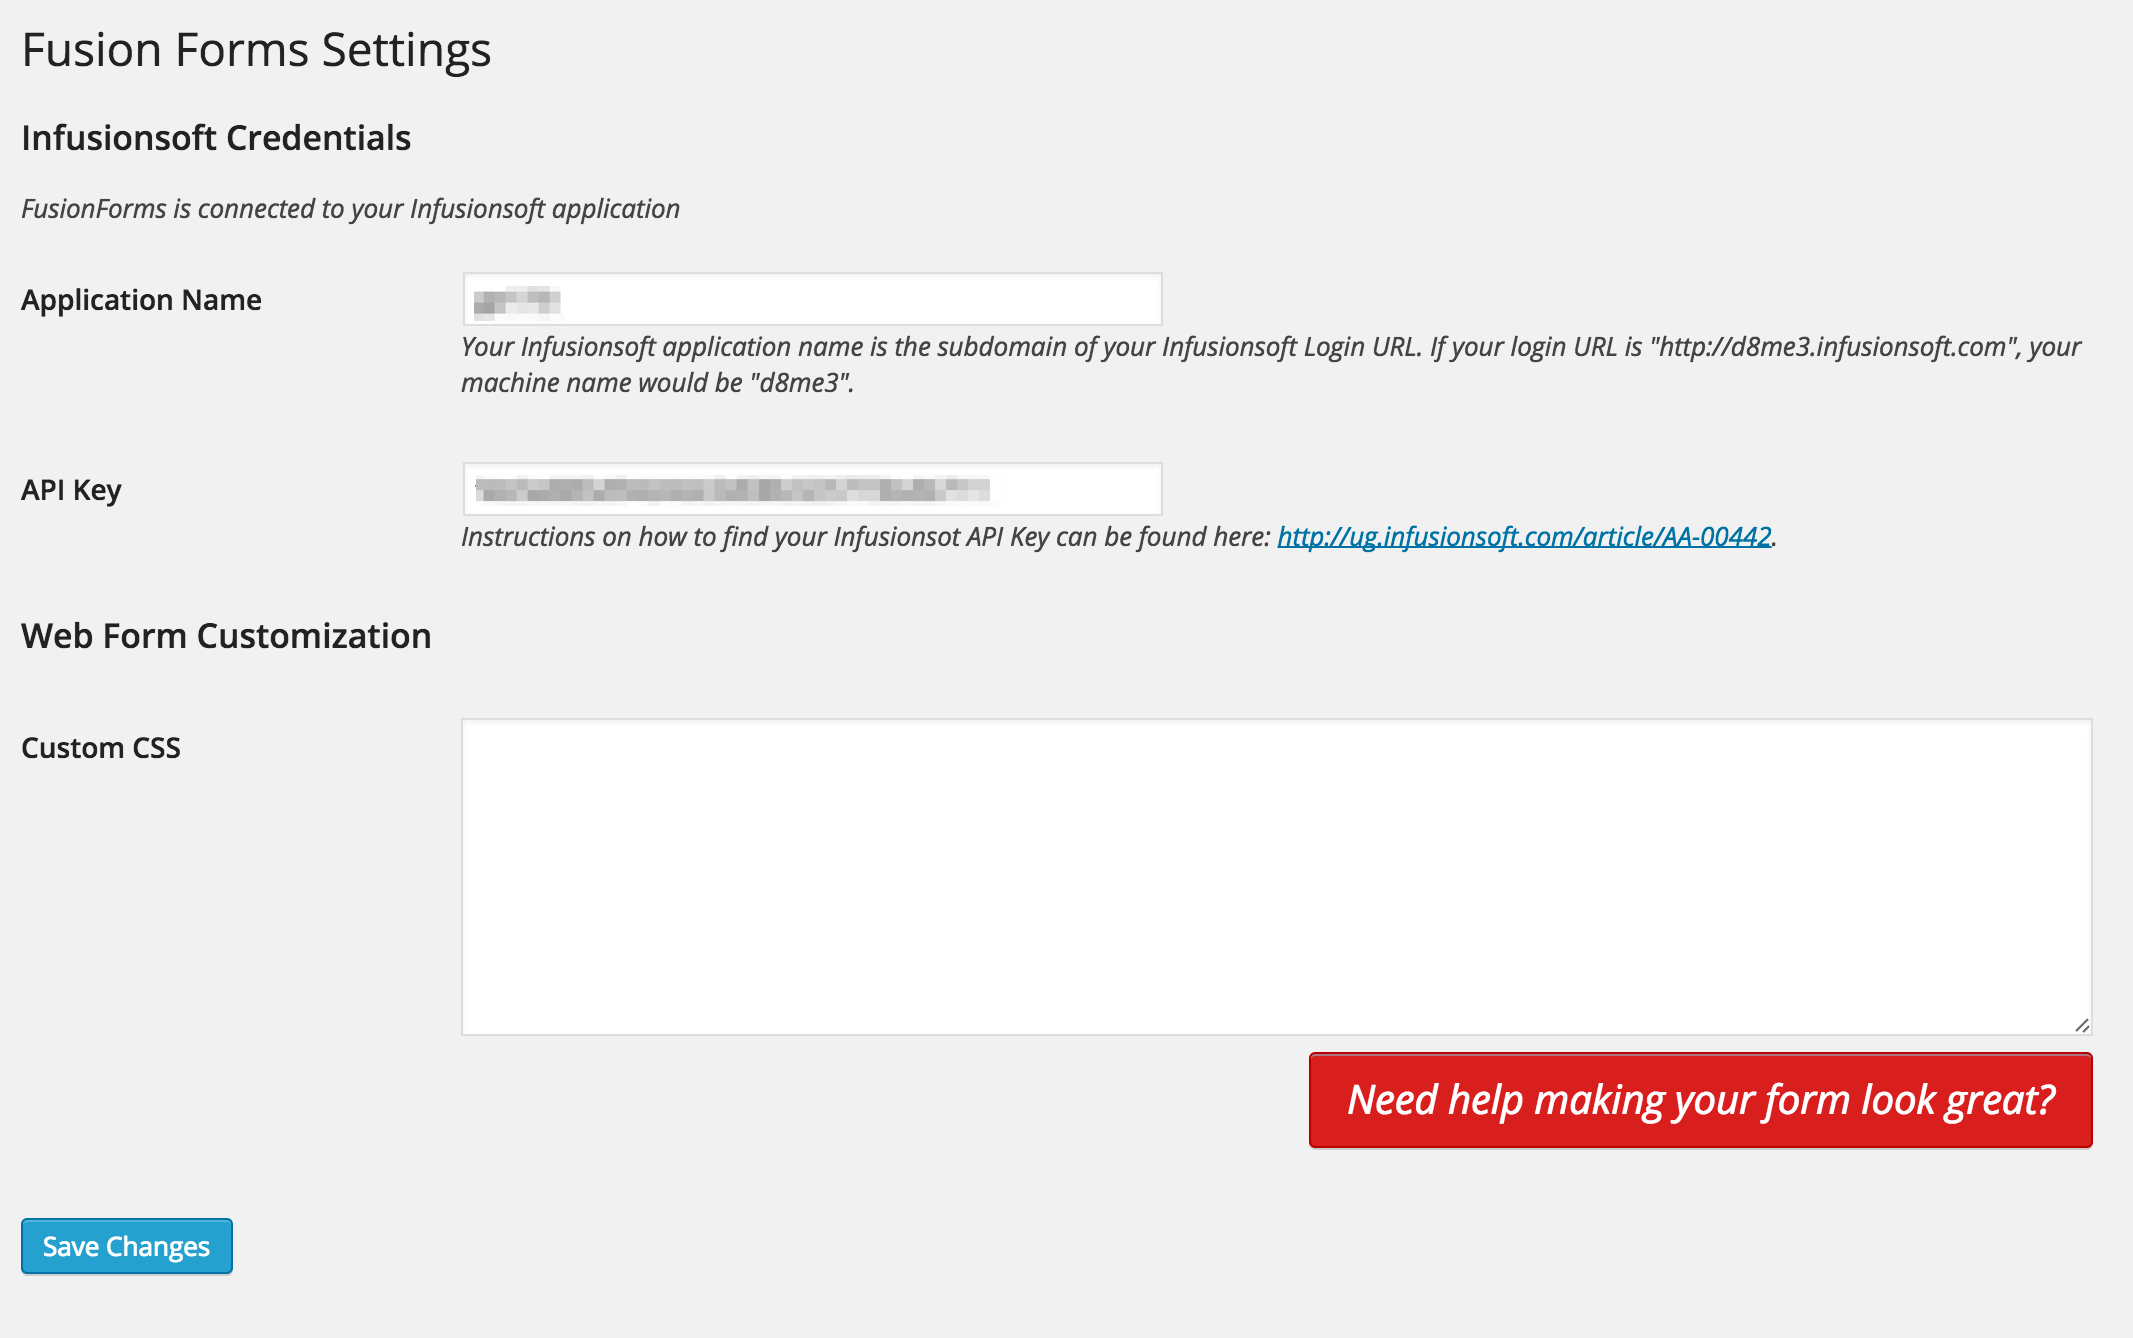 Fusion Forms Settings
Infusionsoft Credentials
FusionForms is connected to your Infusionsoft application
Application Name
Your Infusionsoft application name is the subdomain of your Infusionsoft Login URL. If your login URL is "http://d8me3.infusionsoft.com", your
machine name would be "d8me3".
API Key
Instructions on how to find your Infusionsot API Key can be found here: http://ug.infusionsoft.com/article/AA-00442.
Web Form Customization
Custom CSS
Need help making your form look great?
Save Changes